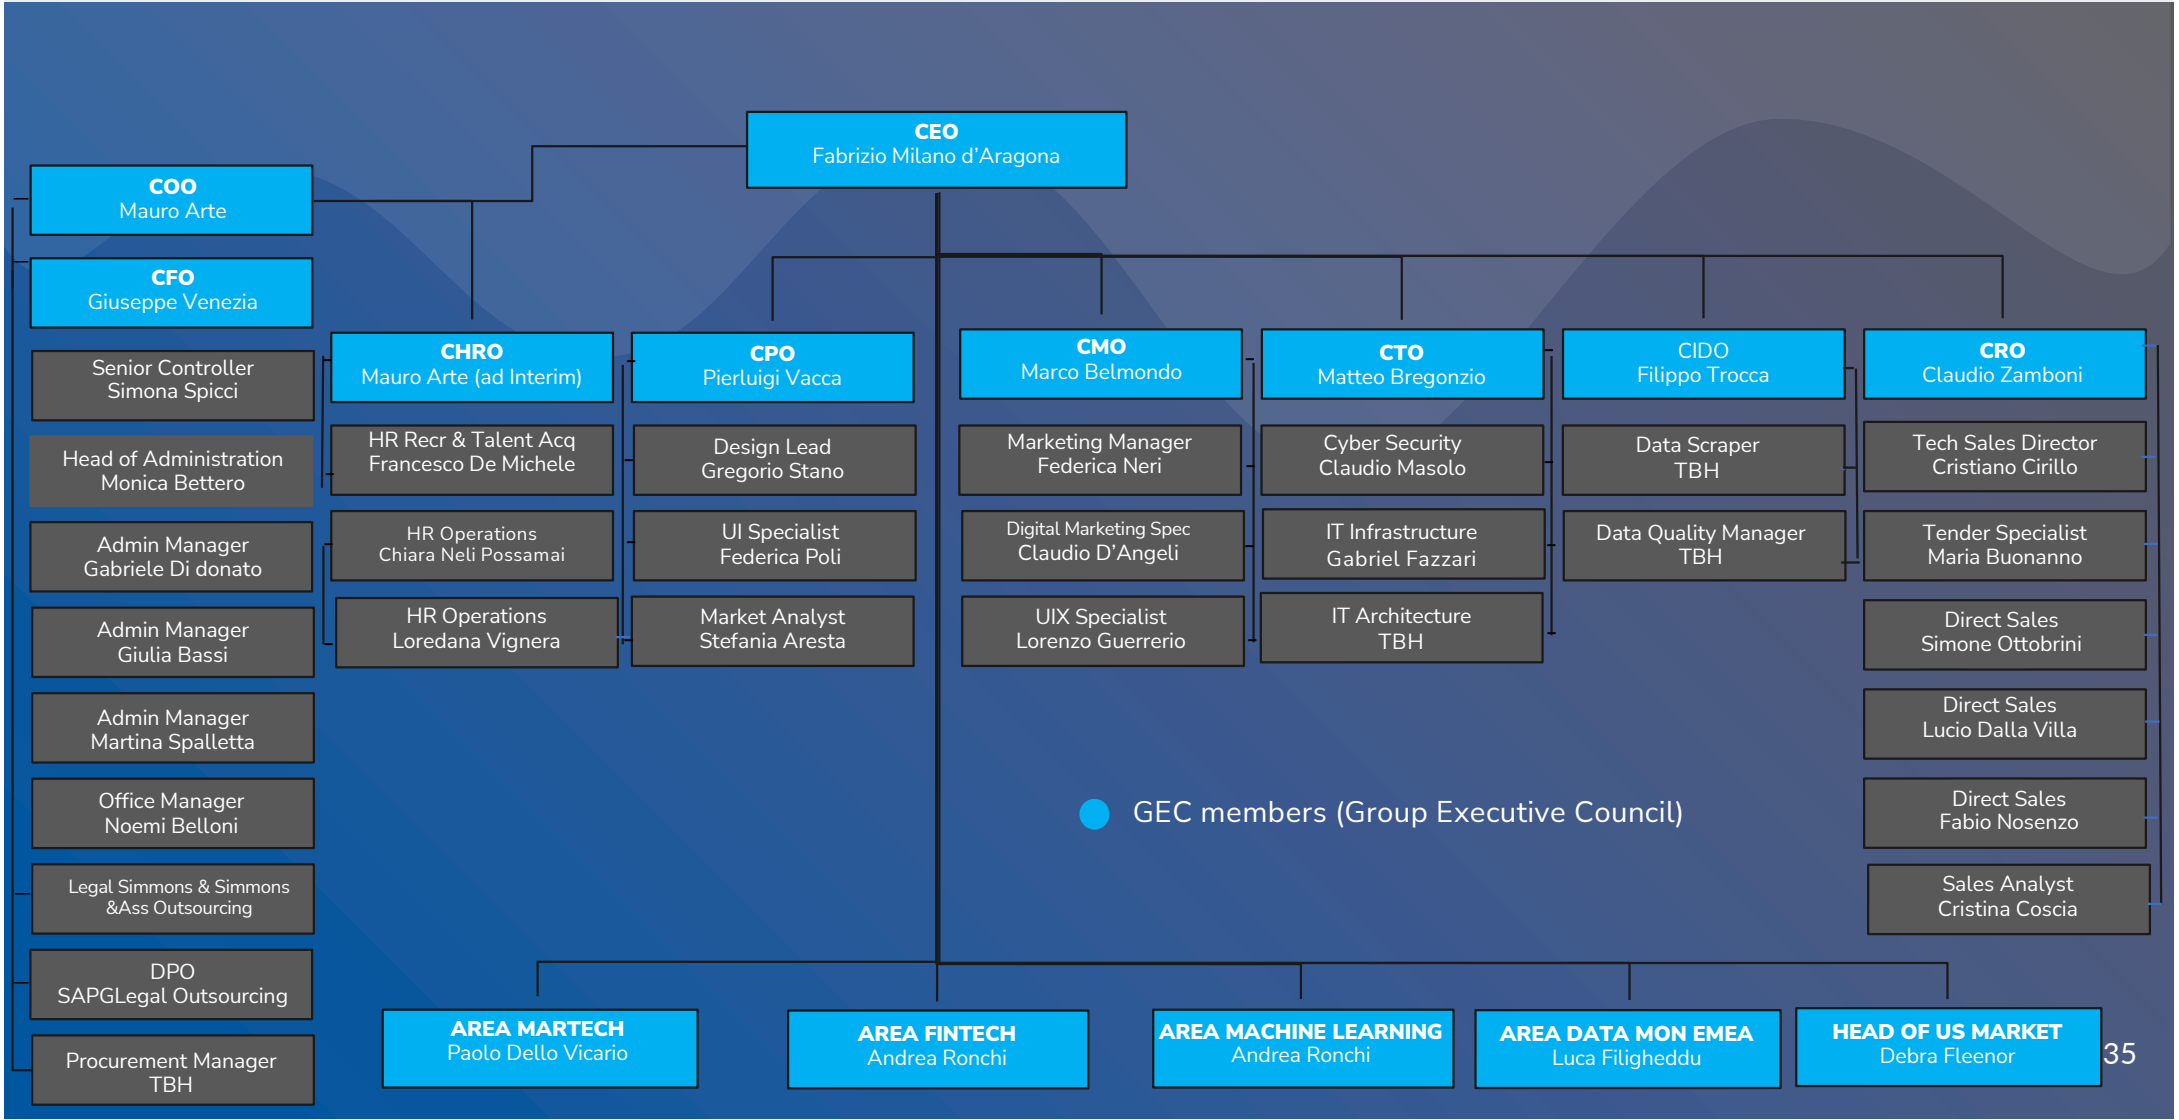 CEO
Fabrizio Milano d'Aragona
COO
Mauro Arte
CFO
Giuseppe Venezia
Senior Controller
Simona Spicci
Head of Administration
Monica Bettero
Admin Manager
Gabriele Di donato
Admin Manager
Giulia Bassi
Admin Manager
Martina Spalletta
Office Manager
Noemi Belloni
Legal Simmons & Simmons
&Ass Outsourcing
DPO
SAPGLegal Outsourcing
Procurement Manager
TBH
CHRO
Mauro Arte (ad Interim)
HR Recr & Talent Acq
Francesco De Michele
HR Operations
Chiara Neli Possamai
HR Operations
Loredana Vignera
CPO
Pierluigi Vacca
Design Lead
Gregorio Stano
UI Specialist
Federica Poli
Market Analyst
Stefania Aresta
CMO
Marco Belmondo
Marketing Manager
Federica Neri
Digital Marketing Spec
Claudio D'Angeli
UIX Specialist
Lorenzo Guerrerio
CTO
Matteo Bregonzio
Cyber Security
Claudio Masolo
IT Infrastructure
Gabriel Fazzari
IT Architecture
TBH
CIDO
Filippo Trocca
Data Scraper
TBH
Data Quality Manager
TBH
CRO
Claudio Zamboni
Tech Sales Director
Cristiano Cirillo
Tender Specialist
Maria Buonanno
Direct Sales
Simone Ottobrini
Direct Sales
Lucio Dalla Villa
Direct Sales
Fabio Nosenzo
Sales Analyst
Cristina Coscia
GEC members (Group Executive Council)
AREA MARTECH
Paolo Dello Vicario
AREA FINTECH
Andrea Ronchi
AREA MACHINE LEARNING
Andrea Ronchi
AREA DATA MON EMEA
Luca Filigheddu
HEAD OF US MARKET
Debra Fleenor
35